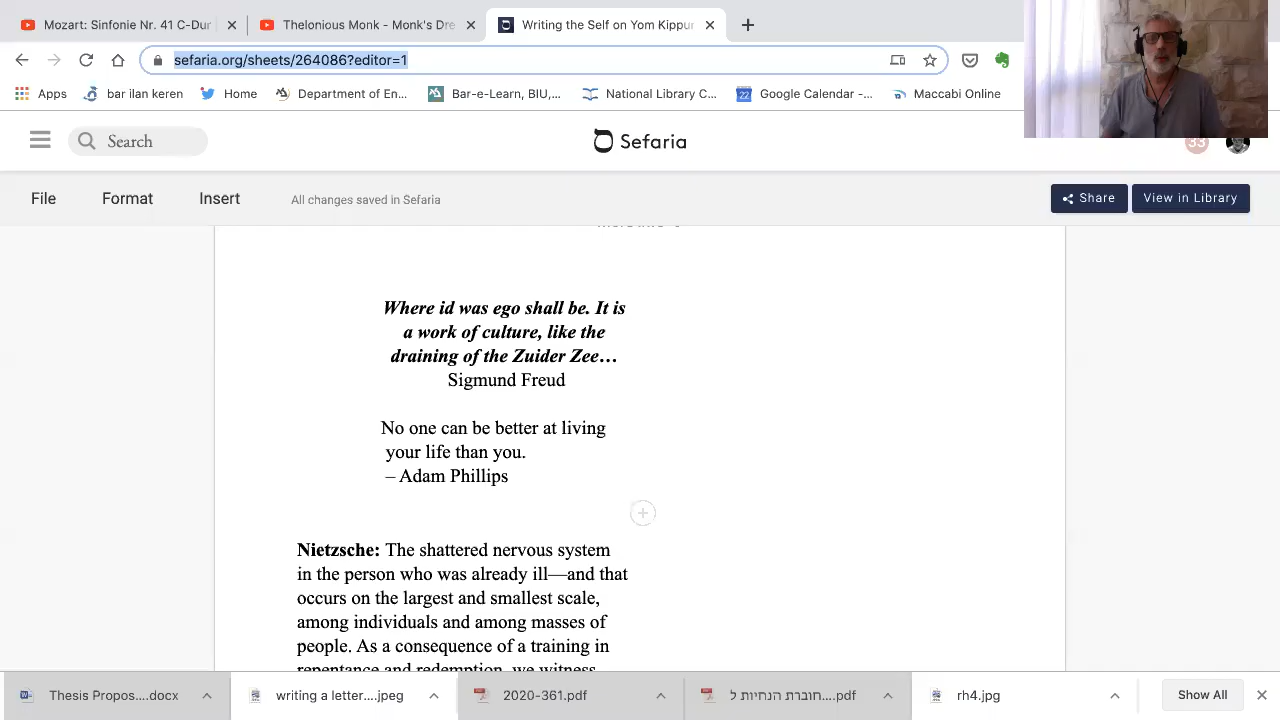 Mozart: Sinfonie Nr. 41 C-Dur
Thelonious Monk - Monk's Dre
Writing the Self on Yom Kippur
sefaria.org/sheets/264086?editor=1
Apps
bar ilan keren
Home
Department of En...
Bar-e-Learn, BIU,...
National Library C...
22
Google Calendar -...
Maccabi Online
Search
Sefaria
33
File
Format
Insert
All changes saved in Sefaria
Share
View in Library
Where id was ego shall be. It is
a work of culture, like the
draining of the Zuider Zee…
Sigmund Freud
No one can be better at living
your life than you.
– Adam Phillips
Nietzsche: The shattered nervous system
in the person who was already ill—and that
occurs on the largest and smallest scale,
among individuals and among masses of
people. As a consequence of a training in
repentance and redemption, we witness
Thesis Propos....docx
writing a letter....jpeg
2020-361.pdf
חוברת הנחיות ל....pdf
rh4.jpg
Show All